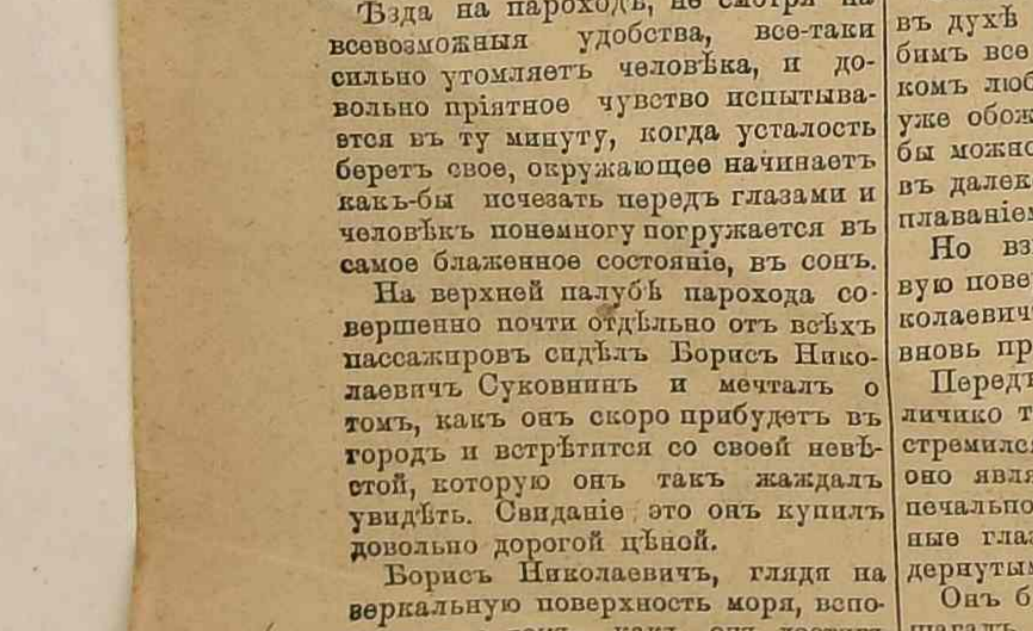 Ѣзда на пароходѣ, не смотря на
всевозможныя удобства, все-таки
сильно утомляетъ человѣка, и до-
вольно пріятное чувство испытыва-
ется въ ту минуту, когда усталость
беретъ свое, окружающее начинаетъ
какъ-бы исчезать передъ глазами и
человѣкъ понемногу погружается въ
самое блаженное состояніе, въ сонъ.
На верхней палубѣ парохода со-
вершенно почти отдѣльно отъ всѣхъ
пассажировъ сидѣлъ Борисъ Нико-
лаевичъ Суковнинъ и мечталъ о
томъ, какъ онъ скоро прибудетъ въ
городъ и встрѣтится со своей невѣ-
стой, которую онъ такъ жаждалъ
увидѣть. Свиданіе это онъ купилъ
довольно дорогой цѣной.
Борисъ Николаевичъ, глядя на
зеркальную поверхность моря, вспо-
въ духѣ
бимъ все
комъ люб
уже обож
бы можно
въ далек
плаваніем
Но вз
вую пове
колаевич
вновь пр
Передъ
личико т
стремилс
оно явля
печально
ные глаз
дернутым
Онъ б